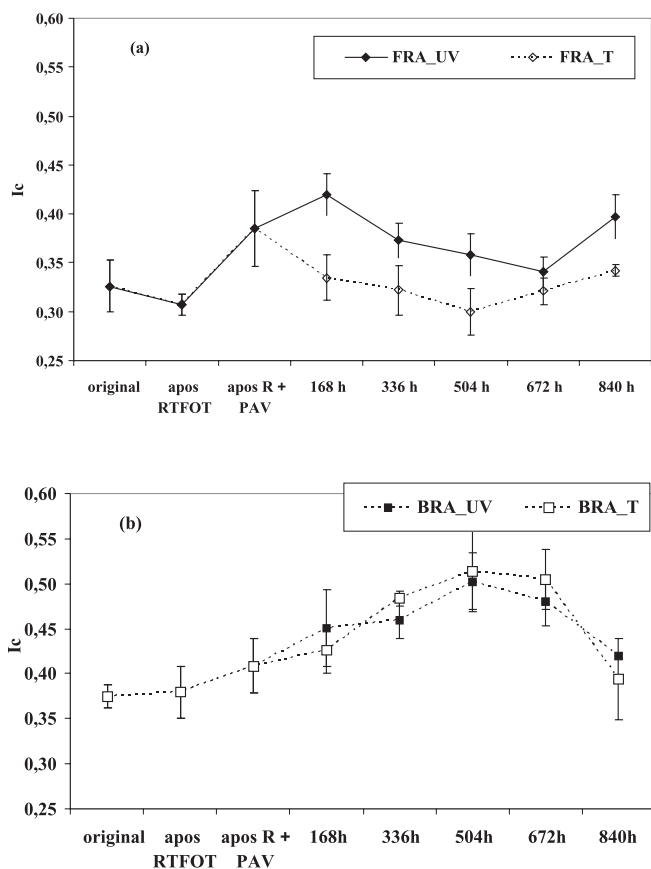 0,60
(a)
FRA_UV
FRA_T
0,55
0,50
0,45
0,40
0,35
0,30
0,25
Ic
original
apos
RTFOT
apos R +
PAV
168 h
336 h
504 h
672 h
840 h
0,60
(b)
BRA_UV
BRA_T
0,55
0,50
0,45
0,40
0,35
0,30
0,25
Ic
original
apos
RTFOT
apos R +
PAV
168h
336h
504h
672h
840h